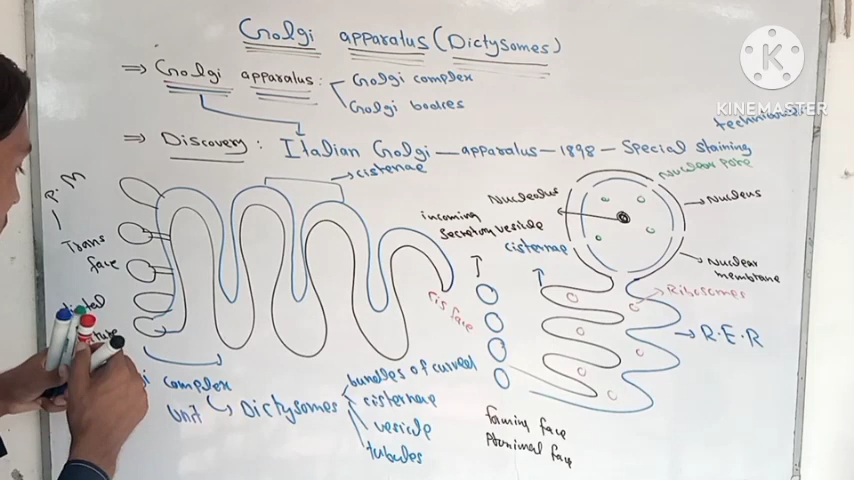 Golgi apparatus (Dictysomes)
⇒ Golgi apparatus: Golgi complex
Golgi bodies
K
KINEMASTER
⇒ Discovery: Italian Golgi — apparatus — 1898 — Special staining
cisternae
Nuclear pore
P. M
Nucleolus
Nucleus
incoming
Secretory vesicle
cisternae
Trans
face
Nuclear
membrane
Cis face
Ribosomes
R.E.R
complex
bundles of curved
Unit
Dictysomes
cisternae
vesicle
tubules
forming face
face